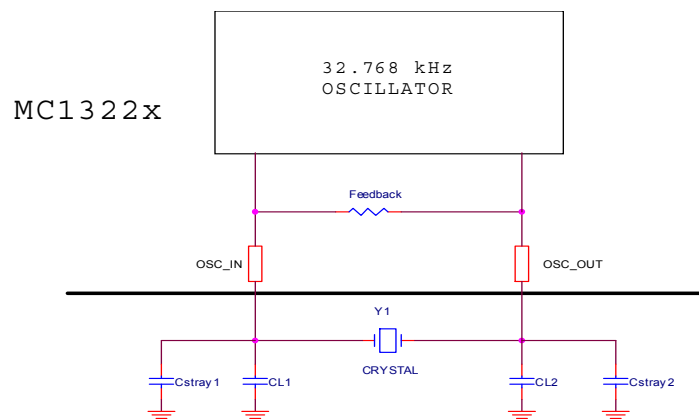 32.768 kHz
OSCILLATOR
MC1322x
Feedback
OSC_IN
OSC_OUT
Y1
CRYSTAL
Cstray1
CL1
CL2
Cstray2